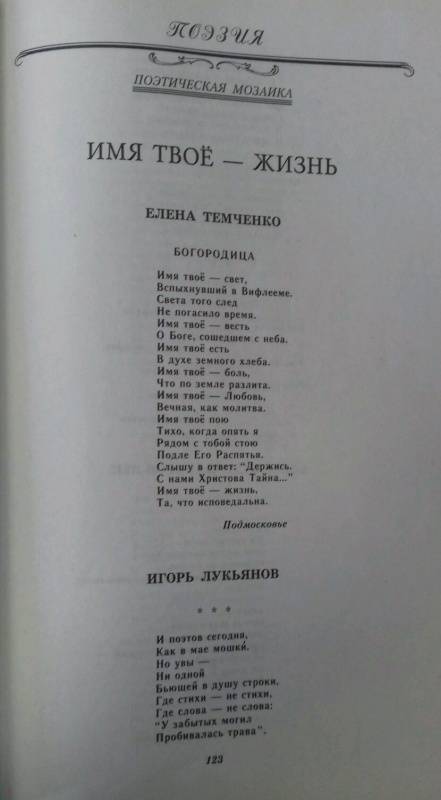 ПОЭЗИЯ
ПОЭТИЧЕСКАЯ МОЗАИКА
ИМЯ ТВОЁ — ЖИЗНЬ
ЕЛЕНА ТЕМЧЕНКО
БОГОРОДИЦА
Имя твоё — свет,
Вспыхнувший в Вифлееме.
Света того след
Не погасило время.
Имя твоё — весть
О Боге, сошедшем с неба.
Имя твоё есть
В духе земного хлеба.
Имя твоё — боль,
Что по земле разлита.
Имя твоё — Любовь,
Вечная, как молитва.
Имя твоё пою
Тихо, когда опять я
Рядом с тобой стою
Подле Его Распятья.
Слышу в ответ: "Держись.
С нами Христова Тайна..."
Имя твоё — жизнь,
Та, что исповедальна.
Подмосковье
ИГОРЬ ЛУКЬЯНОВ
* * *
И поэтов сегодня,
Как в мае мошки́.
Но увы —
Ни одной
Бьющей в душу строки,
Где стихи — не стихи,
Где слова — не слова:
"У забытых могил
Пробивалась трава".
123